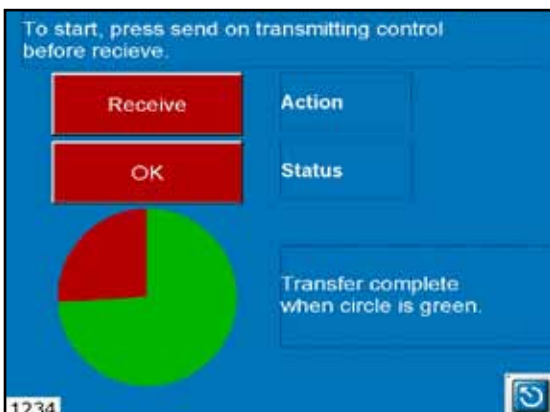 To start, press send on transmitting control
before recieve.
Receive
Action
OK
Status
Transfer complete
when circle is green.
1234